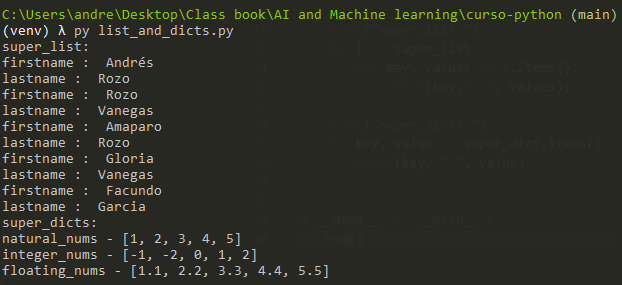 C:\Users\andre\Desktop\Class book\AI and Machine learning\curso-python (main)
(venv) λ py list_and_dicts.py
super_list:
firstname :  Andrés
lastname :  Rozo
firstname :  Rozo
lastname :  Vanegas
firstname :  Amaparo
lastname :  Rozo
firstname :  Gloria
lastname :  Vanegas
firstname :  Facundo
lastname :  Garcia
super_dicts:
natural_nums - [1, 2, 3, 4, 5]
integer_nums - [-1, -2, 0, 1, 2]
floating_nums - [1.1, 2.2, 3.3, 4.4, 5.5]